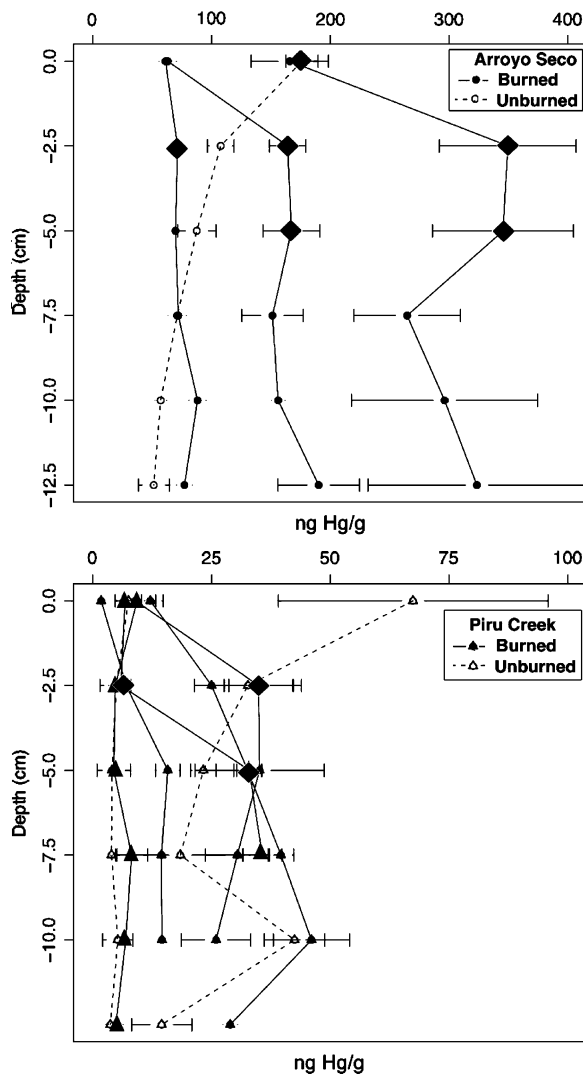 0 100 200 300 400
Arroyo Seco
Burned
Unburned
Depth (cm)
0.0
-2.5
-5.0
-7.5
-10.0
-12.5
ng Hg/g
0 25 50 75 100
Piru Creek
Burned
Unburned
Depth (cm)
0.0
-2.5
-5.0
-7.5
-10.0
ng Hg/g